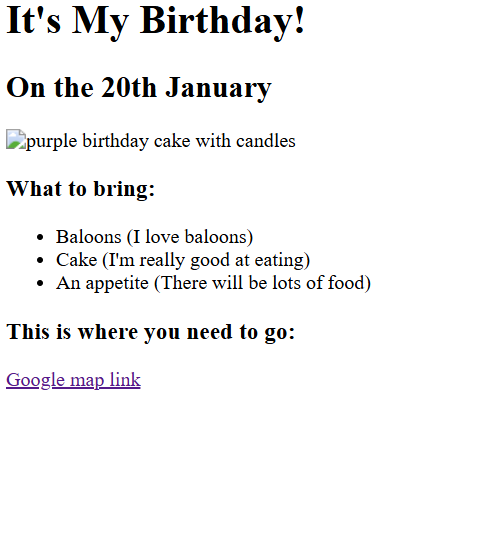 It's My Birthday!
On the 20th January
purple birthday cake with candles
What to bring:
Baloons (I love baloons)
Cake (I'm really good at eating)
An appetite (There will be lots of food)
This is where you need to go:
Google map link